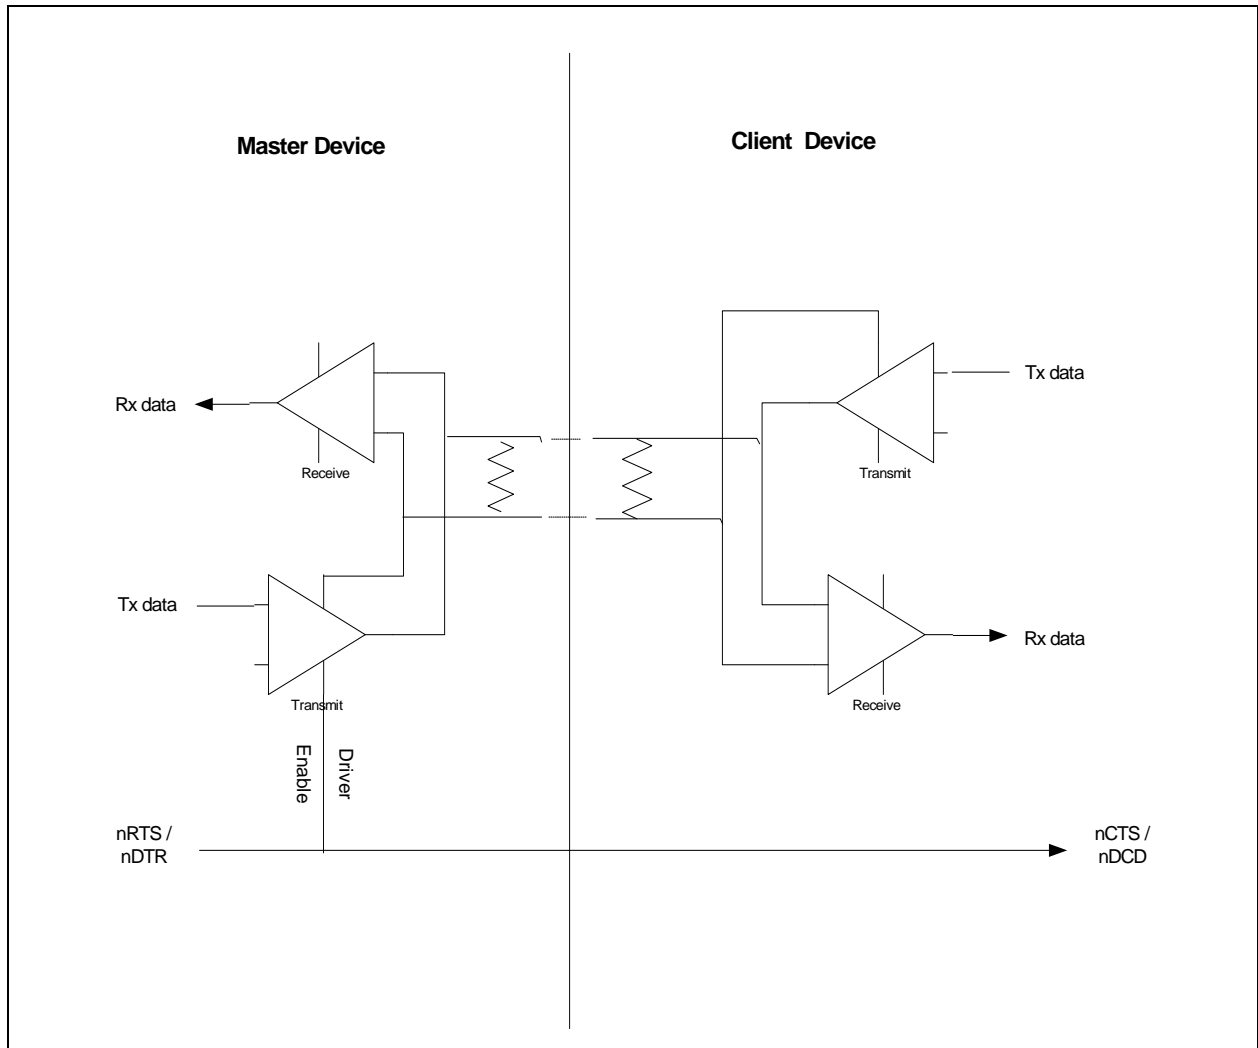 Master Device
Client Device
Rx data
Receive
Tx data
Transmit
Tx data
Transmit
Rx data
Receive
Driver
Enable
nRTS /
nDTR
nCTS /
nDCD